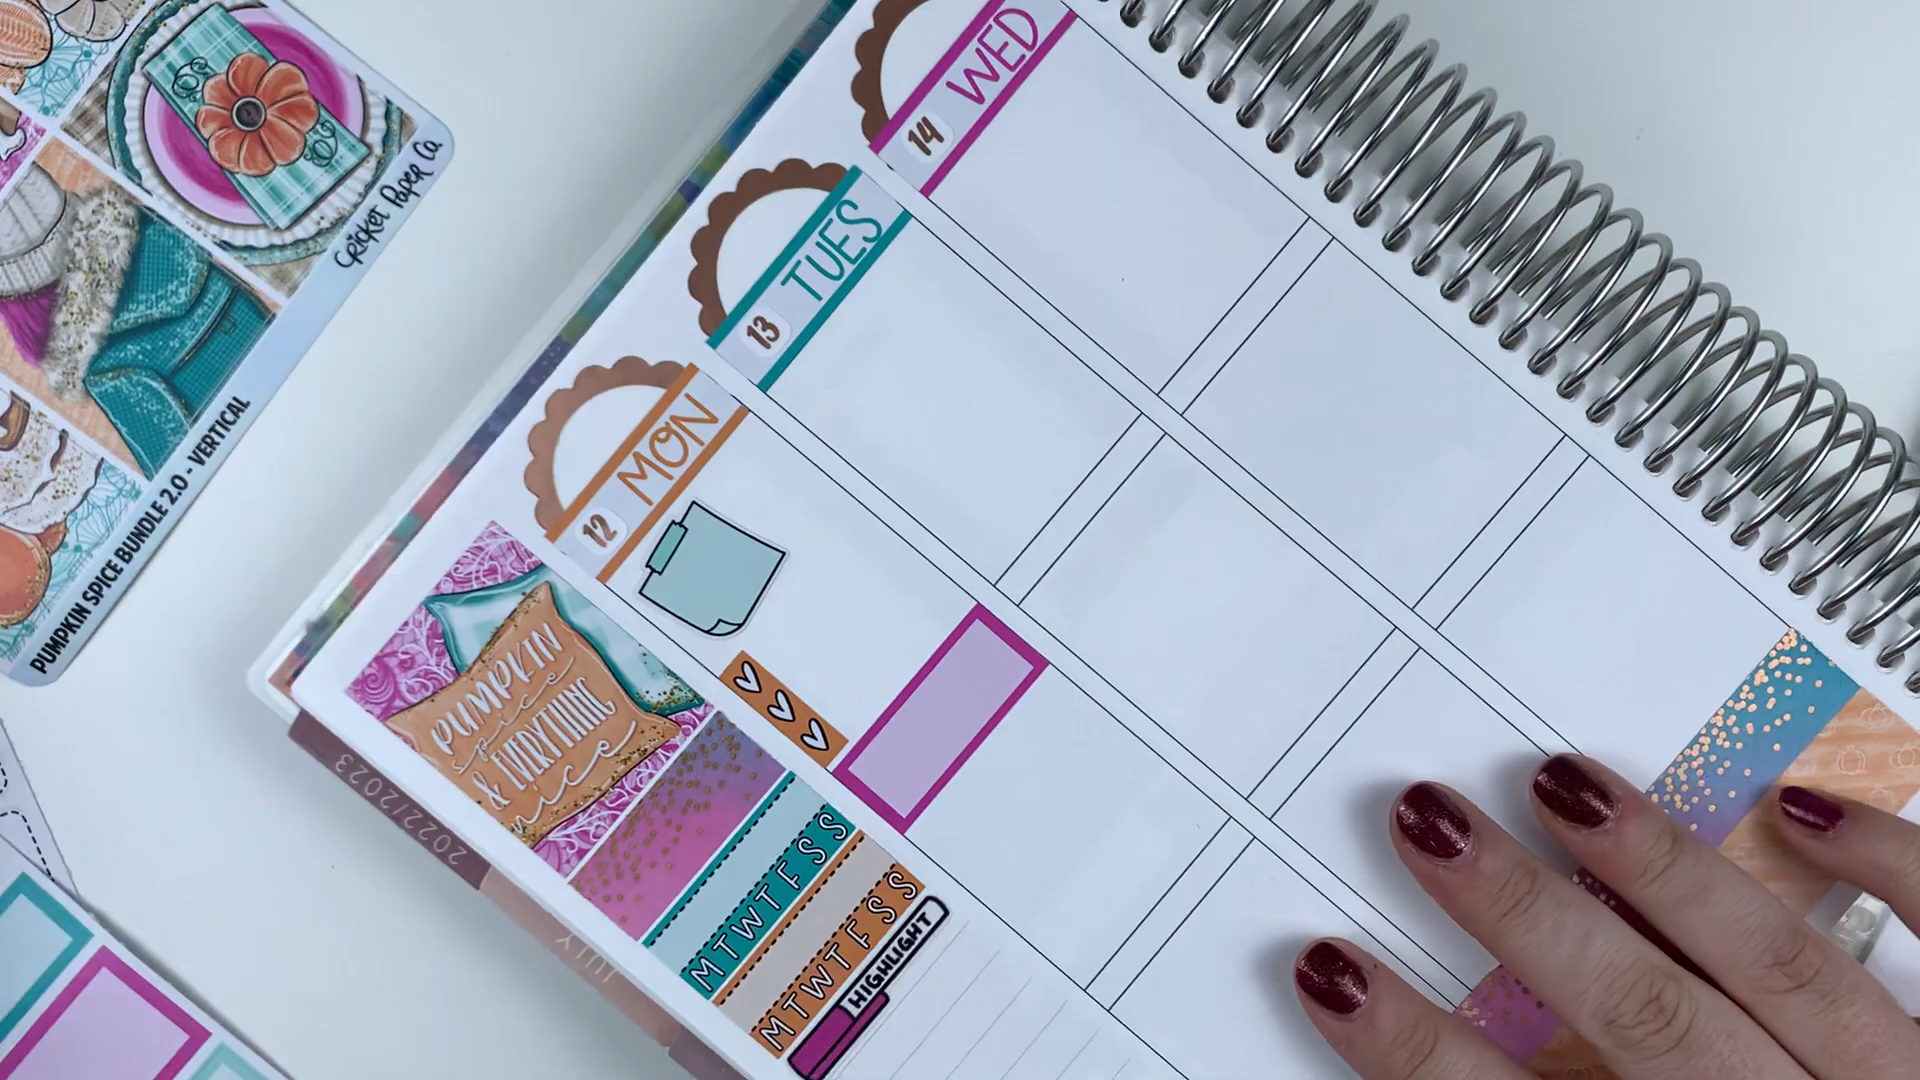 Cricket Paper Co.
PUMPKIN SPICE BUNDLE 2.0 - VERTICAL
14 WED
13 TUES
12 MON
PUMPKIN
spice
& EVERYTHING
nice
MTWTFSS
MTWTFSS
HIGHLIGHT
2022/2023
JULY